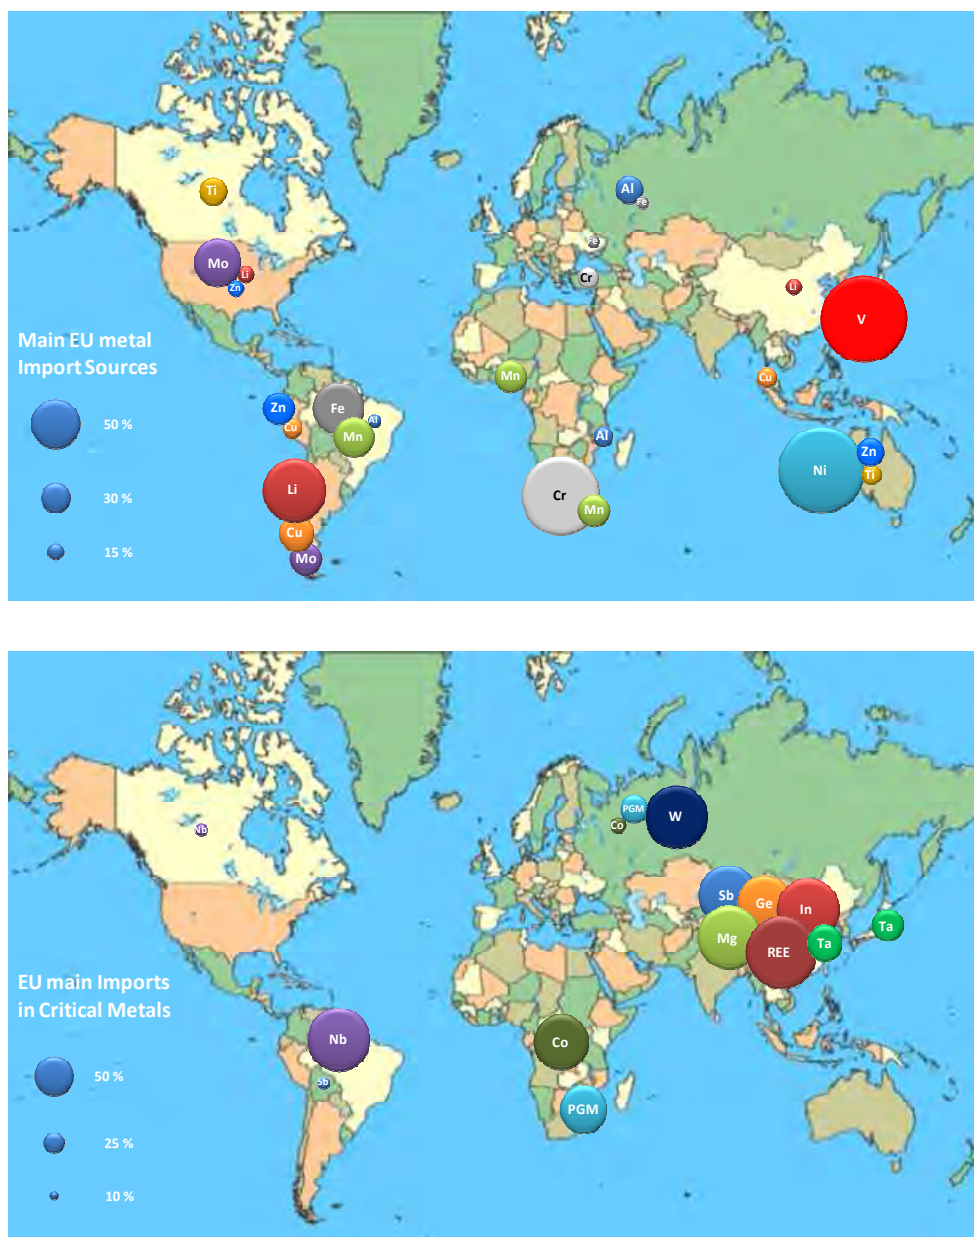 Ti
Al
Fe
Fe
Mo
Li
Zn
Cr
Li
V
Main EU metal
Import Sources
Mn
Cu
Zn
Fe
Al
Cu
Mn
50 %
Al
Zn
Ni
Ti
Li
Cr
Mn
30 %
Cu
15 %
Mo
PGM
W
Co
Nb
Sb
Ge
In
Ta
Mg
Ta
REE
EU main Imports
in Critical Metals
Nb
Co
50 %
Sb
PGM
25 %
10 %